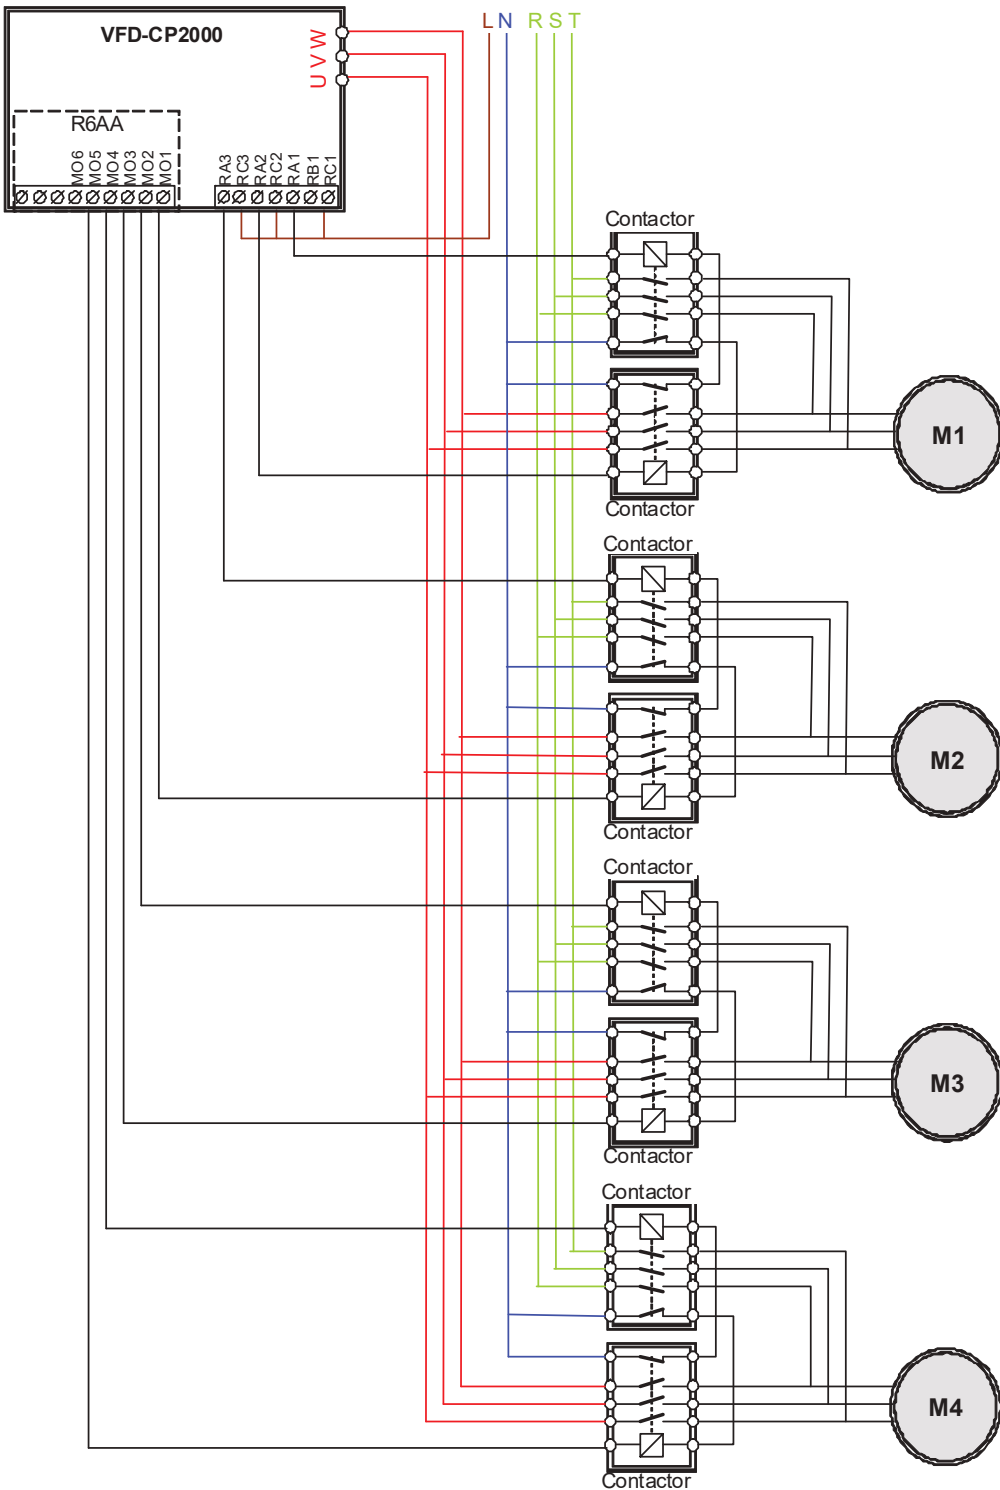 VFD-CP2000
U V W
L N R S T
R6AA
MO6 MO5 MO4 MO3 MO2 MO1
RA3 RC3 RA2 RC2 RA1 RB1 RC1
Contactor
M1
Contactor
Contactor
M2
Contactor
Contactor
M3
Contactor
Contactor
M4
Contactor